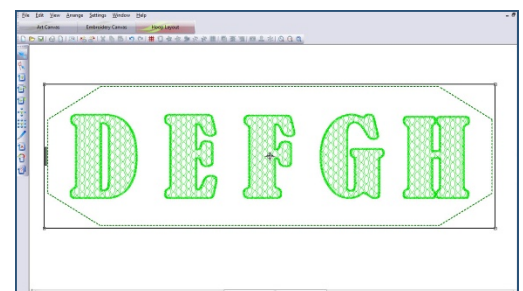 File Edit View Arrange Settings Window Help
Art Canvas Embroidery Canvas Hoop Layout
DEFGH